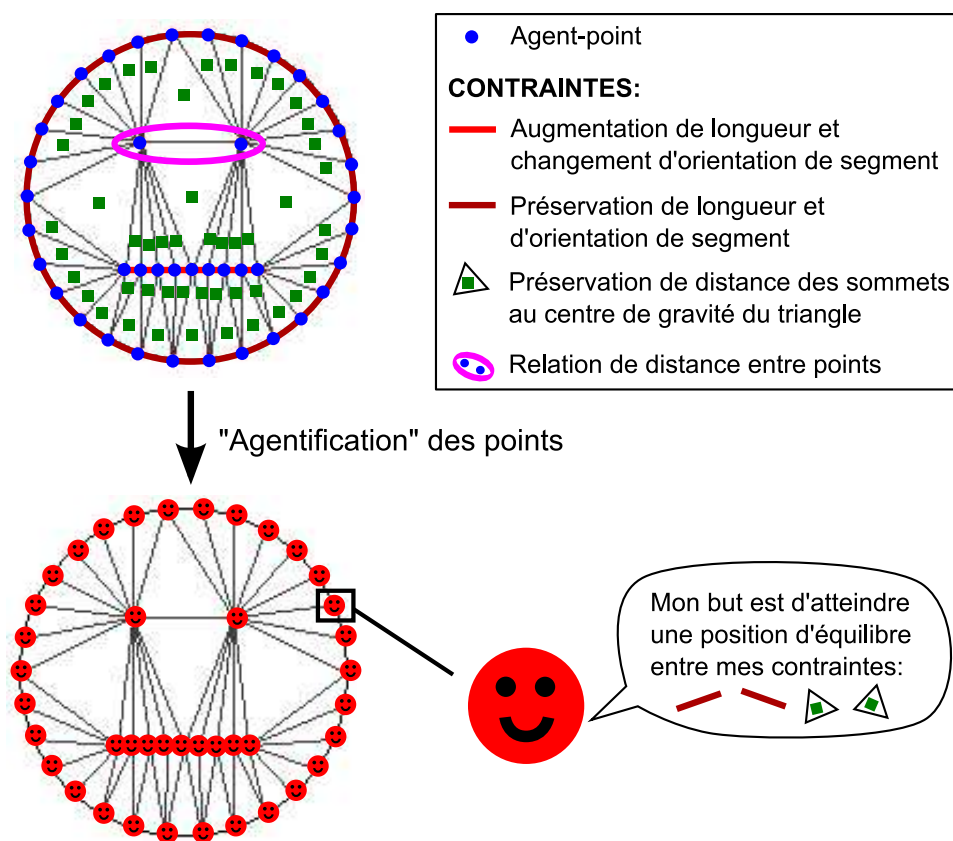 Agent-point
CONTRAINTES:
Augmentation de longueur et
changement d'orientation de segment
Préservation de longueur et
d'orientation de segment
Préservation de distance des sommets
au centre de gravité du triangle
Relation de distance entre points
"Agentification" des points
Mon but est d'atteindre
une position d'équilibre
entre mes contraintes: